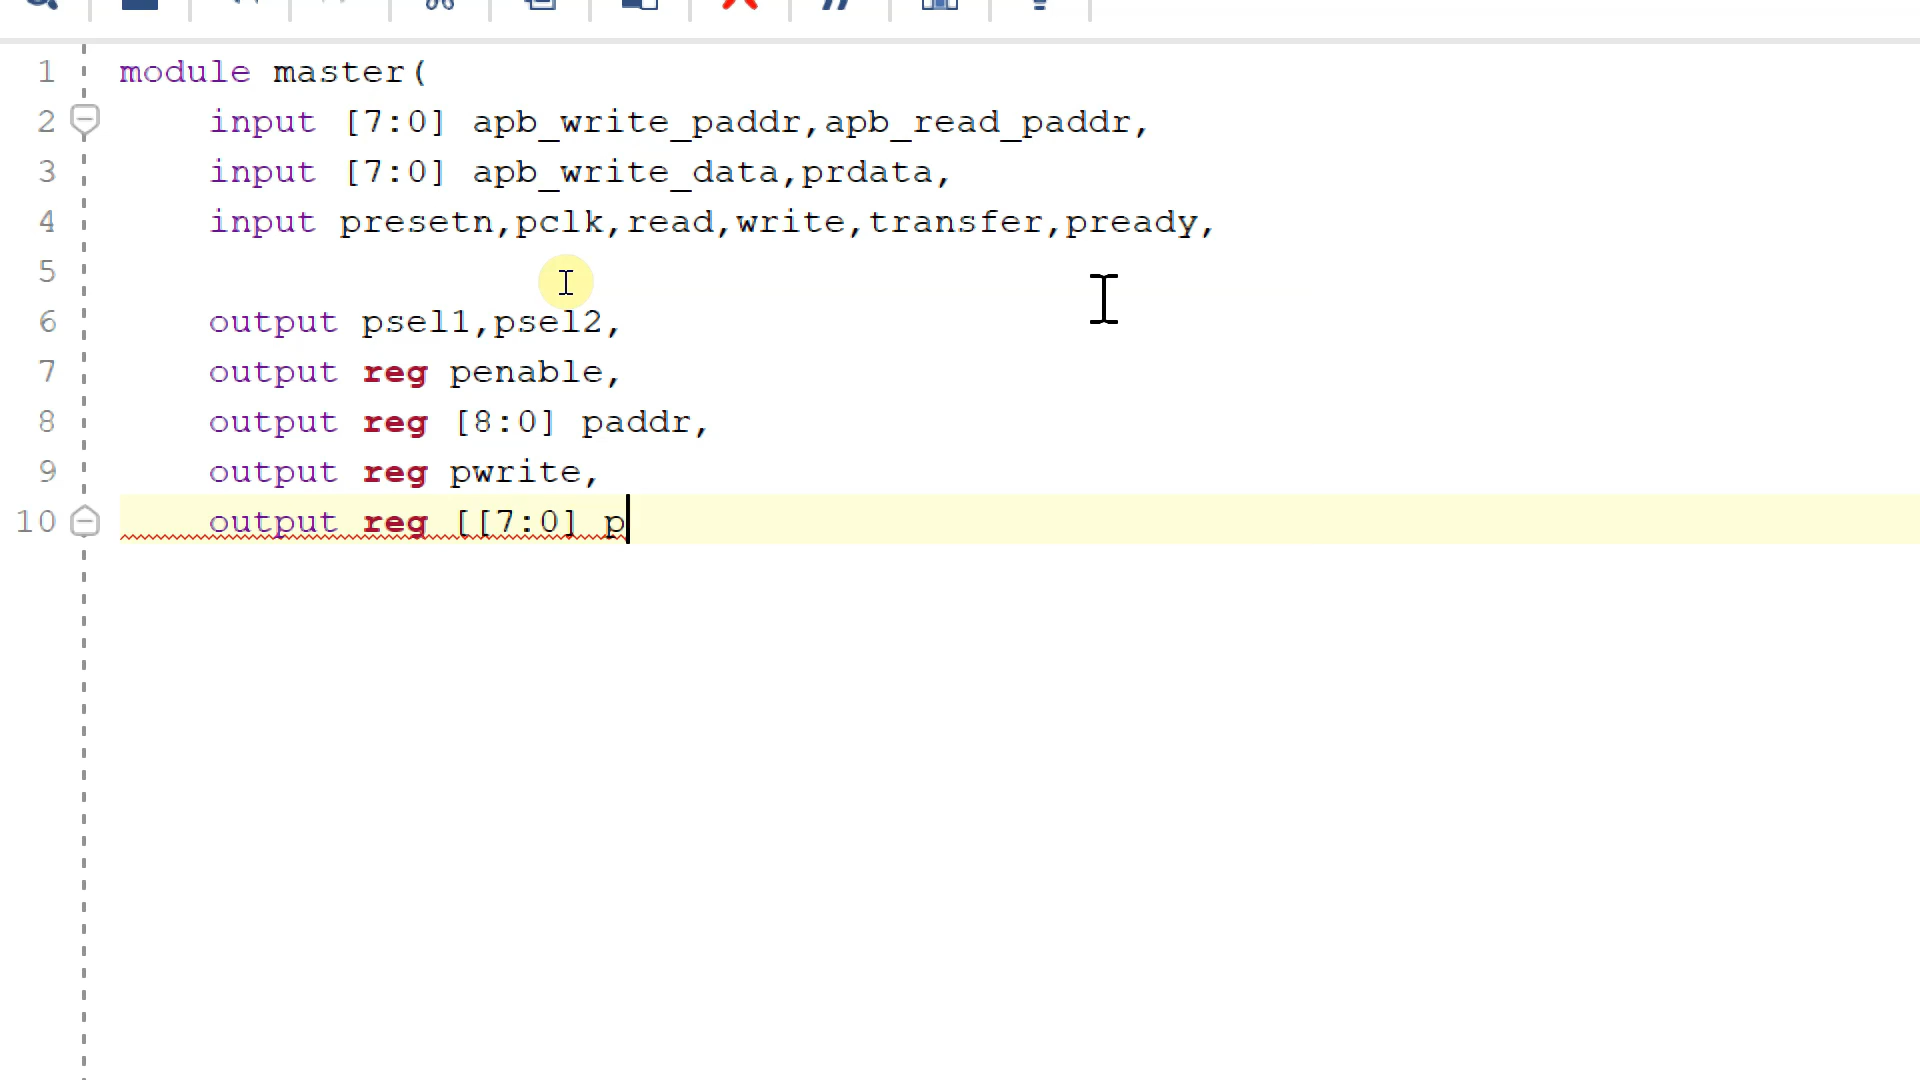 1 module master(
2 input [7:0] apb_write_paddr,apb_read_paddr,
3 input [7:0] apb_write_data,prdata,
4 input presetn,pclk,read,write,transfer,pready,
5
6 output psel1,psel2,
7 output reg penable,
8 output reg [8:0] paddr,
9 output reg pwrite,
10 output reg [[7:0] p